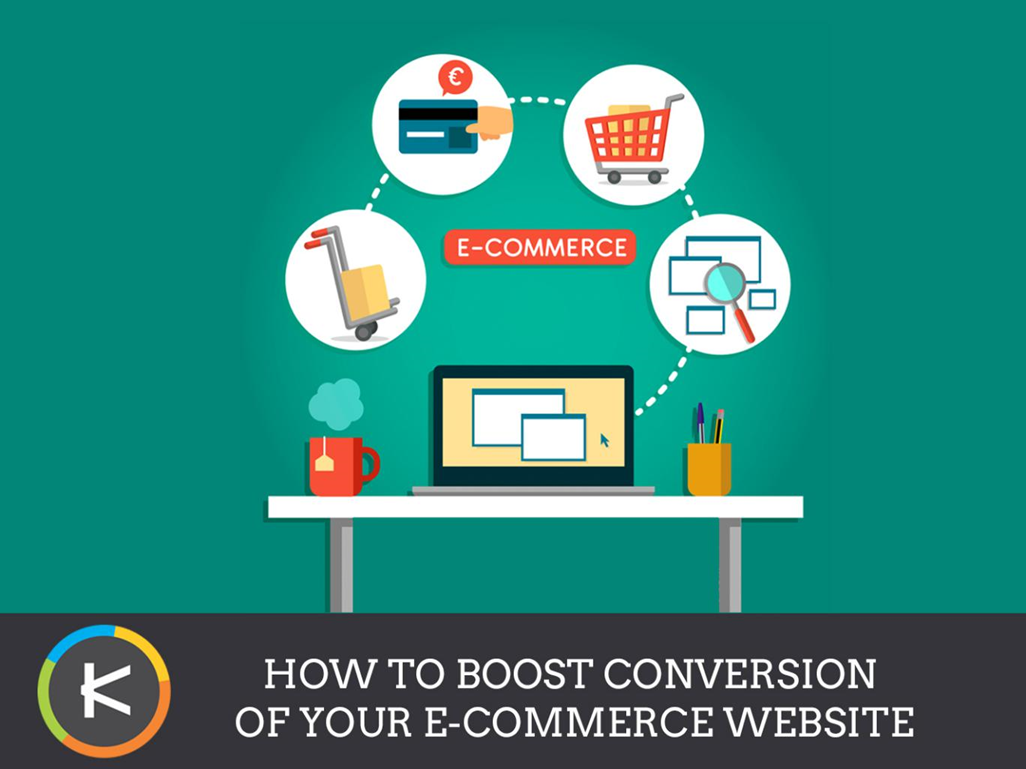 €
E-COMMERCE
HOW TO BOOST CONVERSION
OF YOUR E-COMMERCE WEBSITE